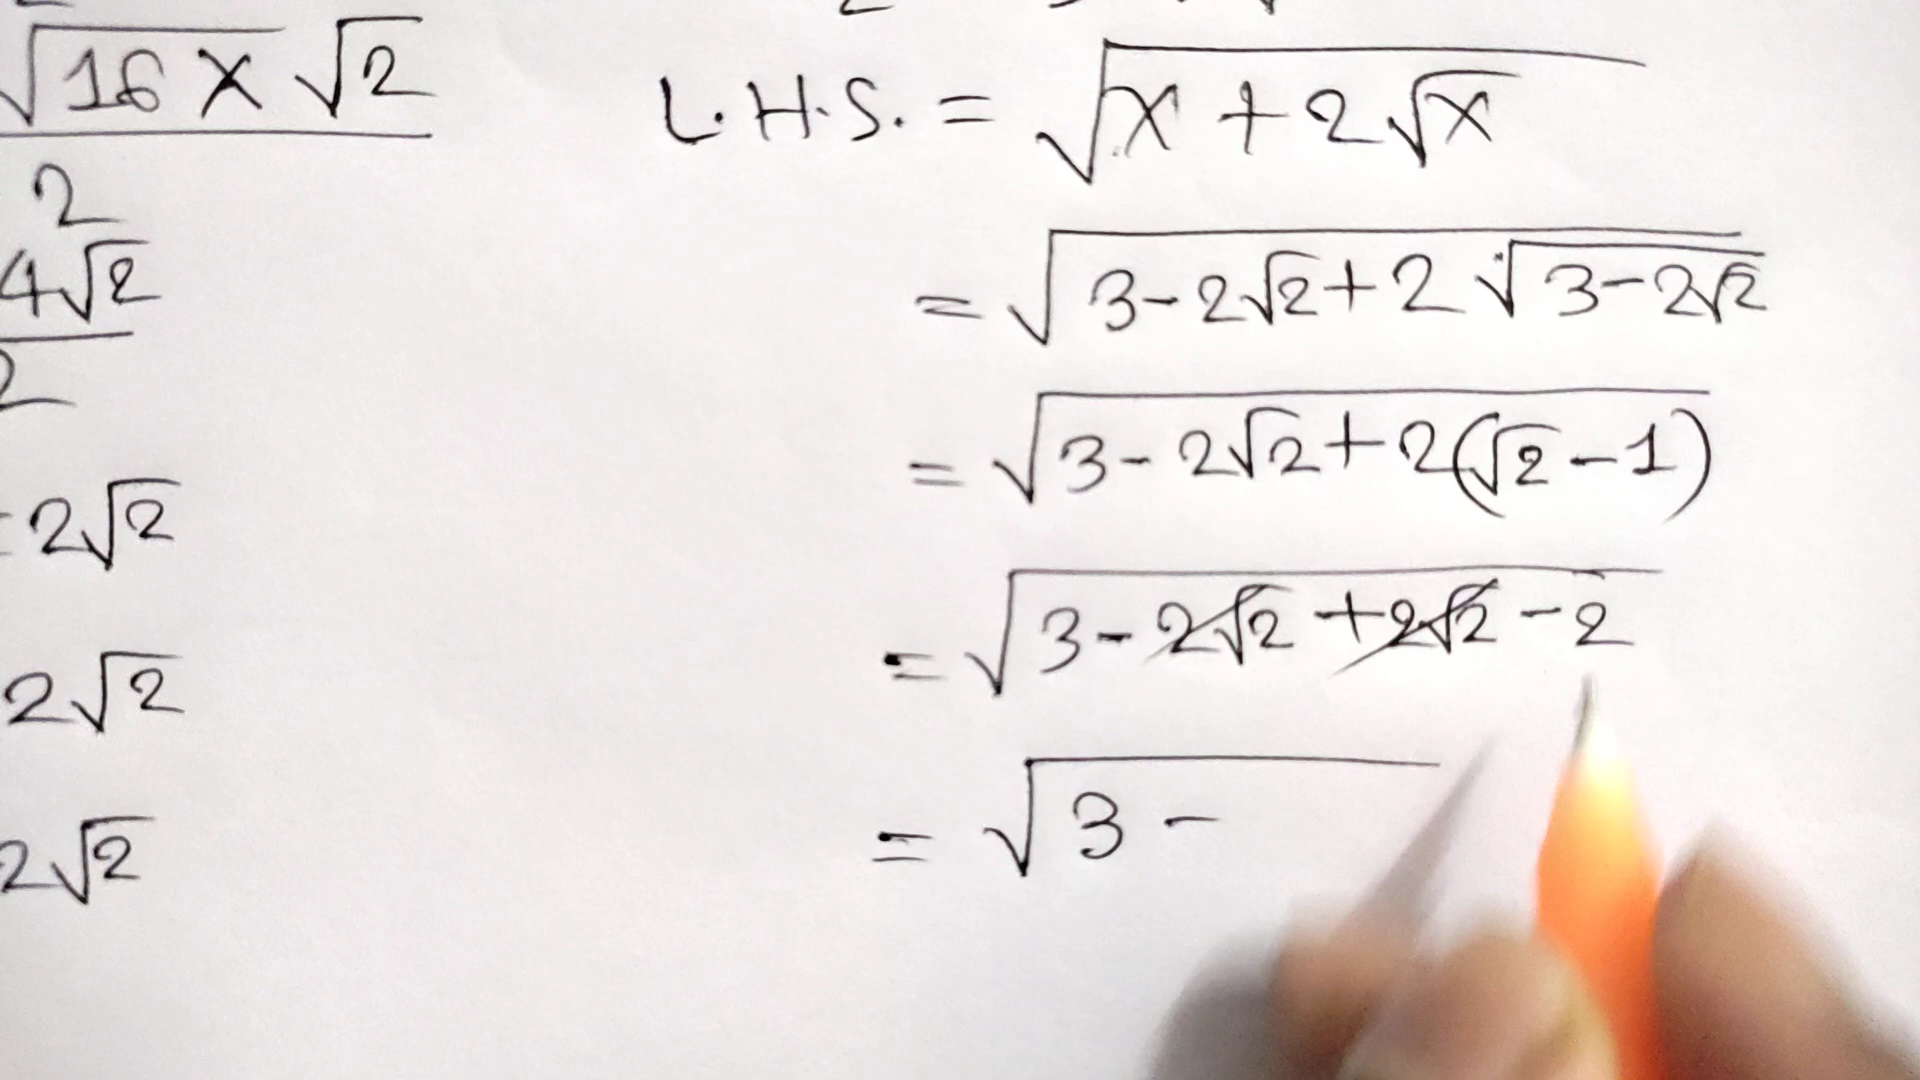 √16 × √2
2
4√2
2
= 2√2
2√2
2√2
L.H.S. = √(x + 2√x)
= √(3 - 2√2 + 2√(3 - 2√2))
= √(3 - 2√2 + 2(√2 - 1))
= √(3 - 2√2 + 2√2 - 2)
= √(3 -